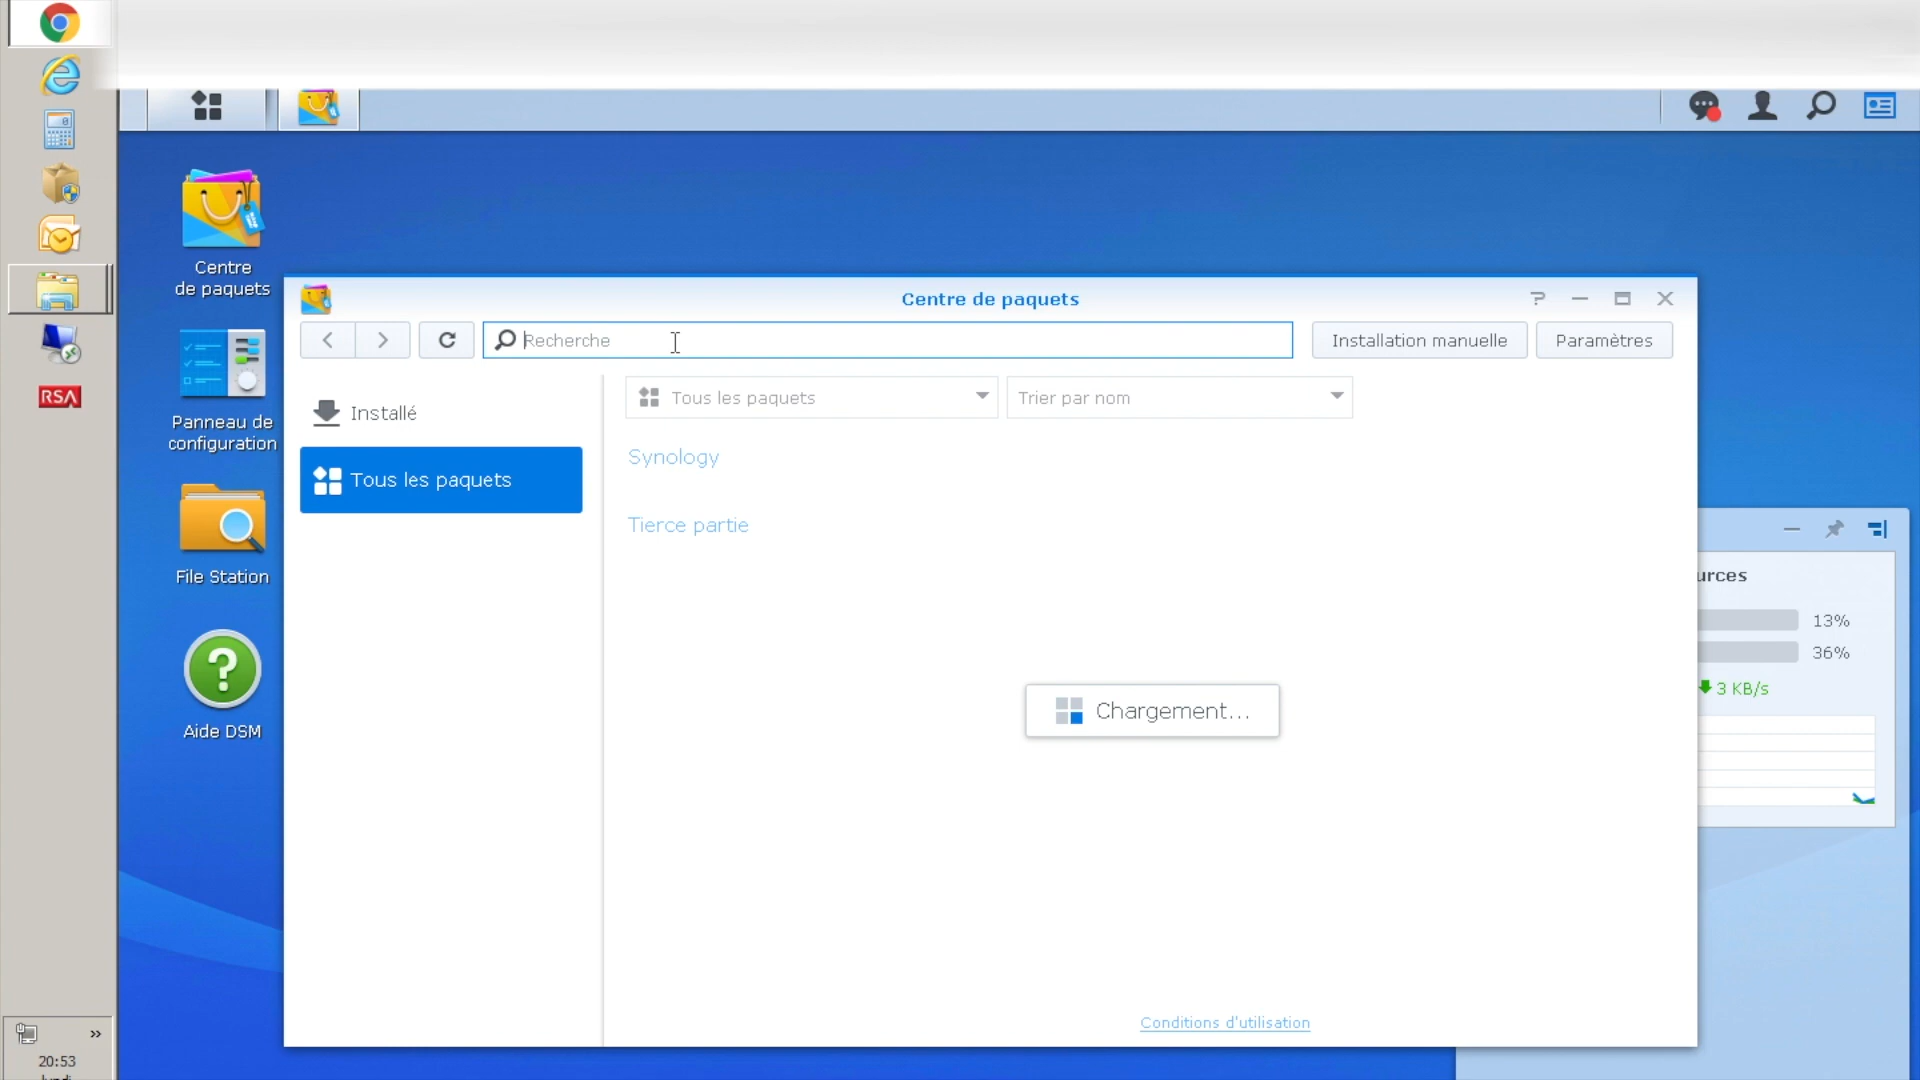 Centre
de paquets
Panneau de
configuration
File Station
Aide DSM
RSA
20:53
Centre de paquets
Recherche
Installation manuelle
Paramètres
Installé
Tous les paquets
Tous les paquets
Trier par nom
Synology
Tierce partie
Chargement...
Conditions d'utilisation
urces
13%
36%
3 KB/s